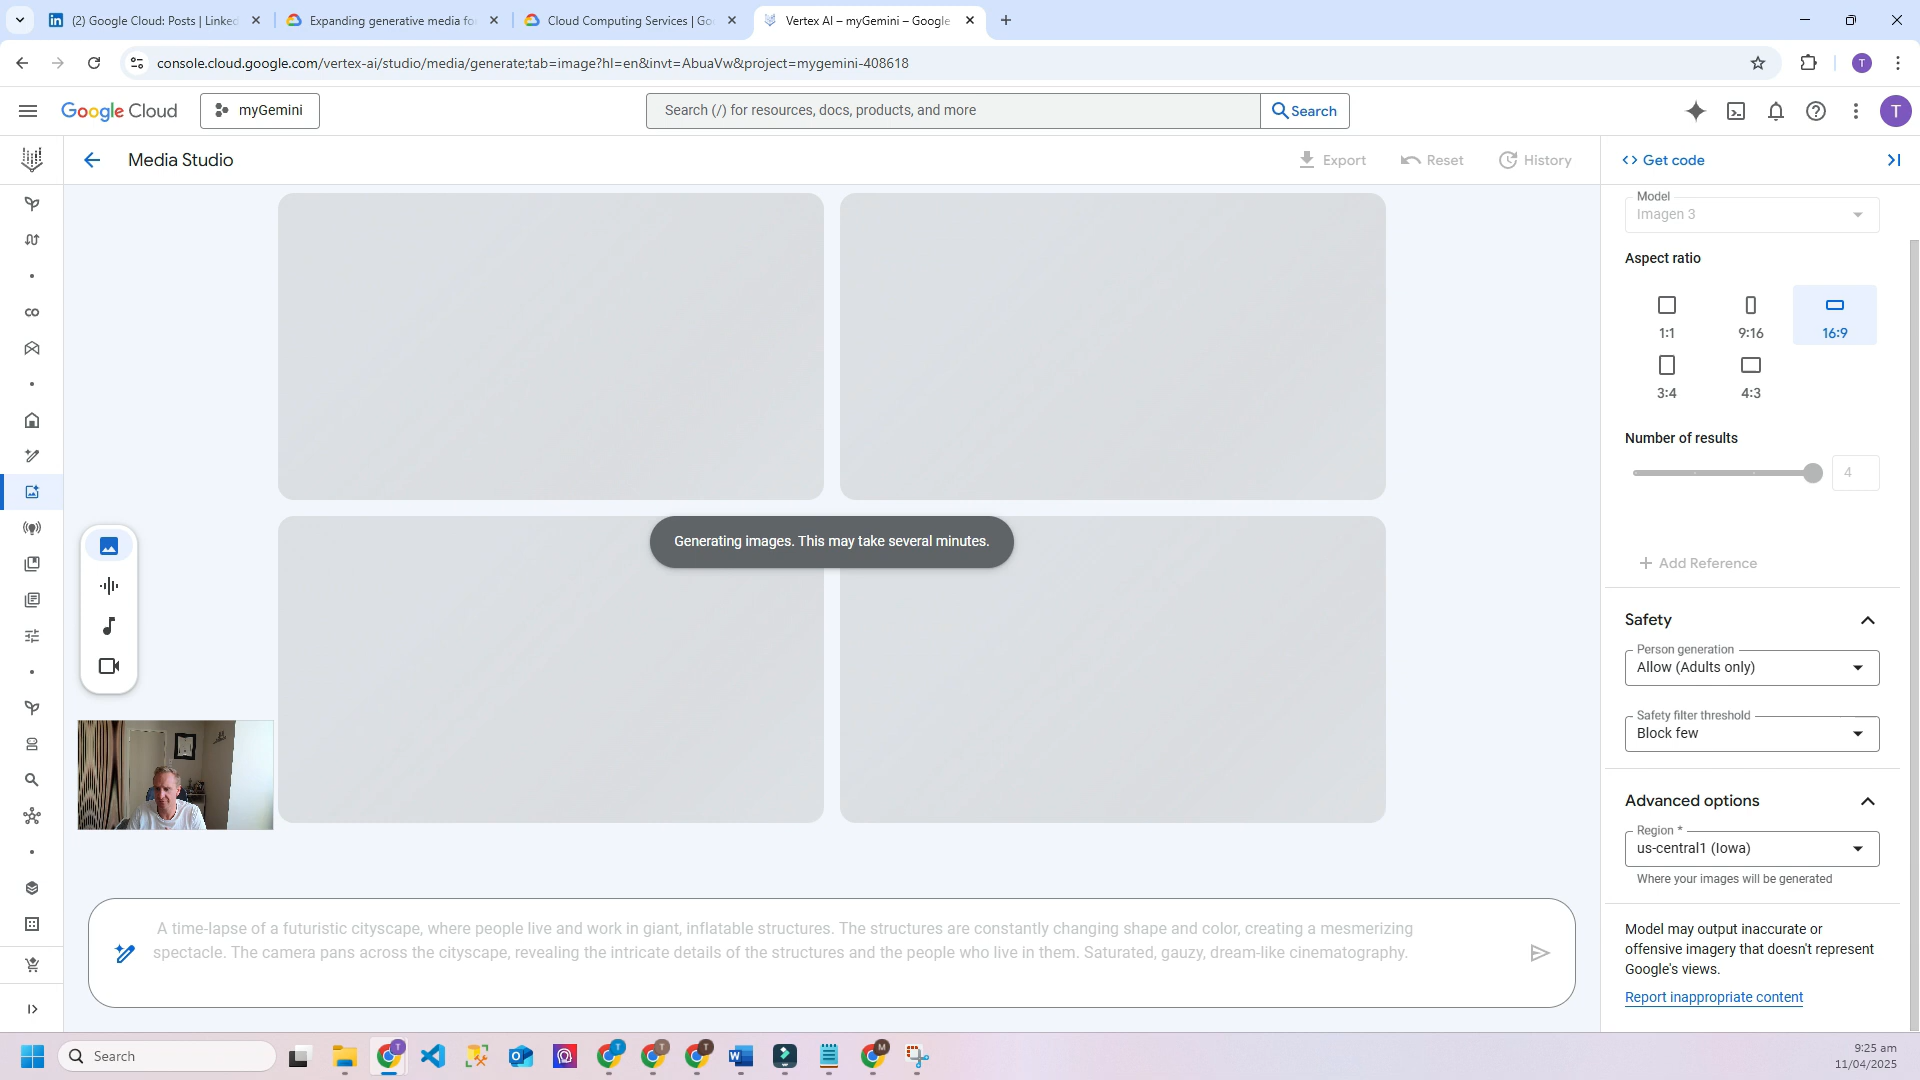 (2) Google Cloud: Posts | Linked
Expanding generative media fo
Cloud Computing Services | Go
Vertex AI – myGemini – Google
console.cloud.google.com/vertex-ai/studio/media/generate;tab=image?hl=en&invt=AbuaVw&project=mygemini-408618
T
Google Cloud
myGemini
Search (/) for resources, docs, products, and more
Search
T
Media Studio
Export
Reset
History
Get code
Model
Imagen 3
Aspect ratio
1:1
9:16
16:9
3:4
4:3
Number of results
4
Generating images. This may take several minutes.
Add Reference
Safety
Person generation
Allow (Adults only)
Safety filter threshold
Block few
Advanced options
Region *
us-central1 (Iowa)
Where your images will be generated
A time-lapse of a futuristic cityscape, where people live and work in giant, inflatable structures. The structures are constantly changing shape and color, creating a mesmerizing
spectacle. The camera pans across the cityscape, revealing the intricate details of the structures and the people who live in them. Saturated, gauzy, dream-like cinematography.
Model may output inaccurate or
offensive imagery that doesn't represent
Google's views.
Report inappropriate content
Search
9:25 am
11/04/2025